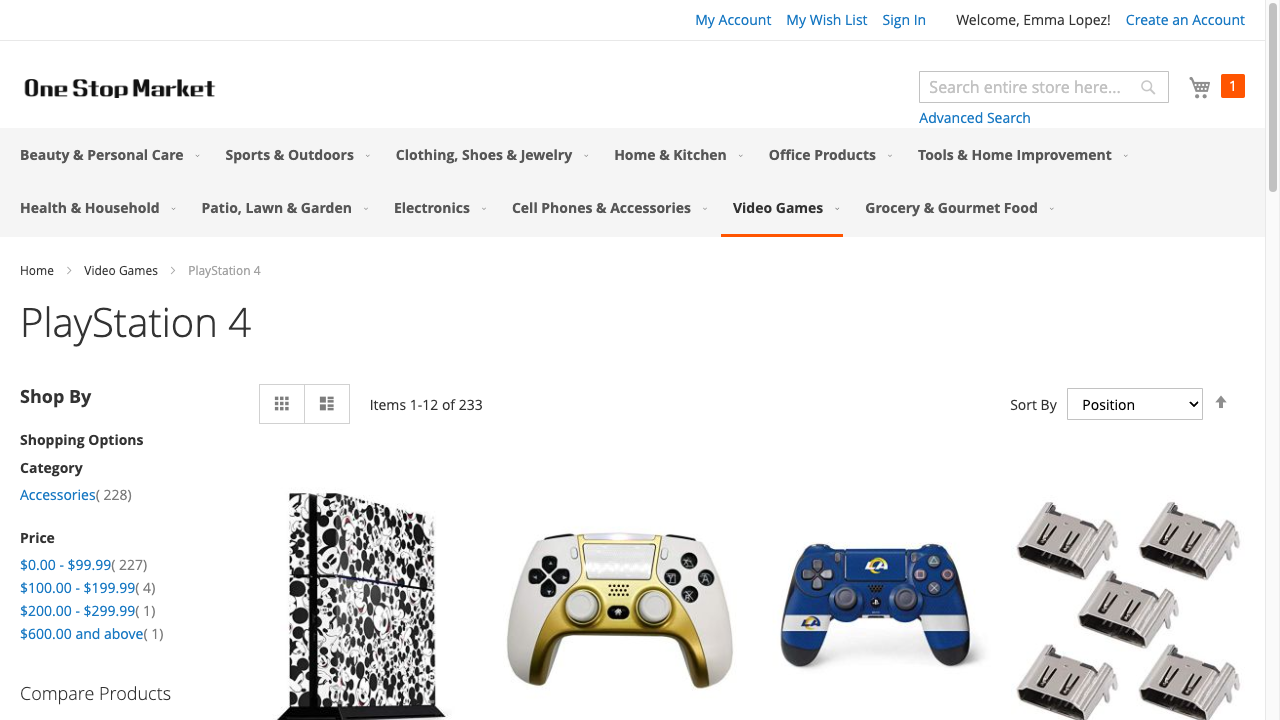 My Account My Wish List Sign In Welcome, Emma Lopez! Create an Account
One Stop Market
Search entire store here...
1
Advanced Search
Beauty & Personal Care Sports & Outdoors Clothing, Shoes & Jewelry Home & Kitchen Office Products Tools & Home Improvement
Health & Household Patio, Lawn & Garden Electronics Cell Phones & Accessories Video Games Grocery & Gourmet Food
Home Video Games PlayStation 4
PlayStation 4
Shop By
Items 1-12 of 233
Sort By Position
Shopping Options
Category
Accessories( 228)
Price
$0.00 - $99.99( 227)
$100.00 - $199.99( 4)
$200.00 - $299.99( 1)
$600.00 and above( 1)
Compare Products